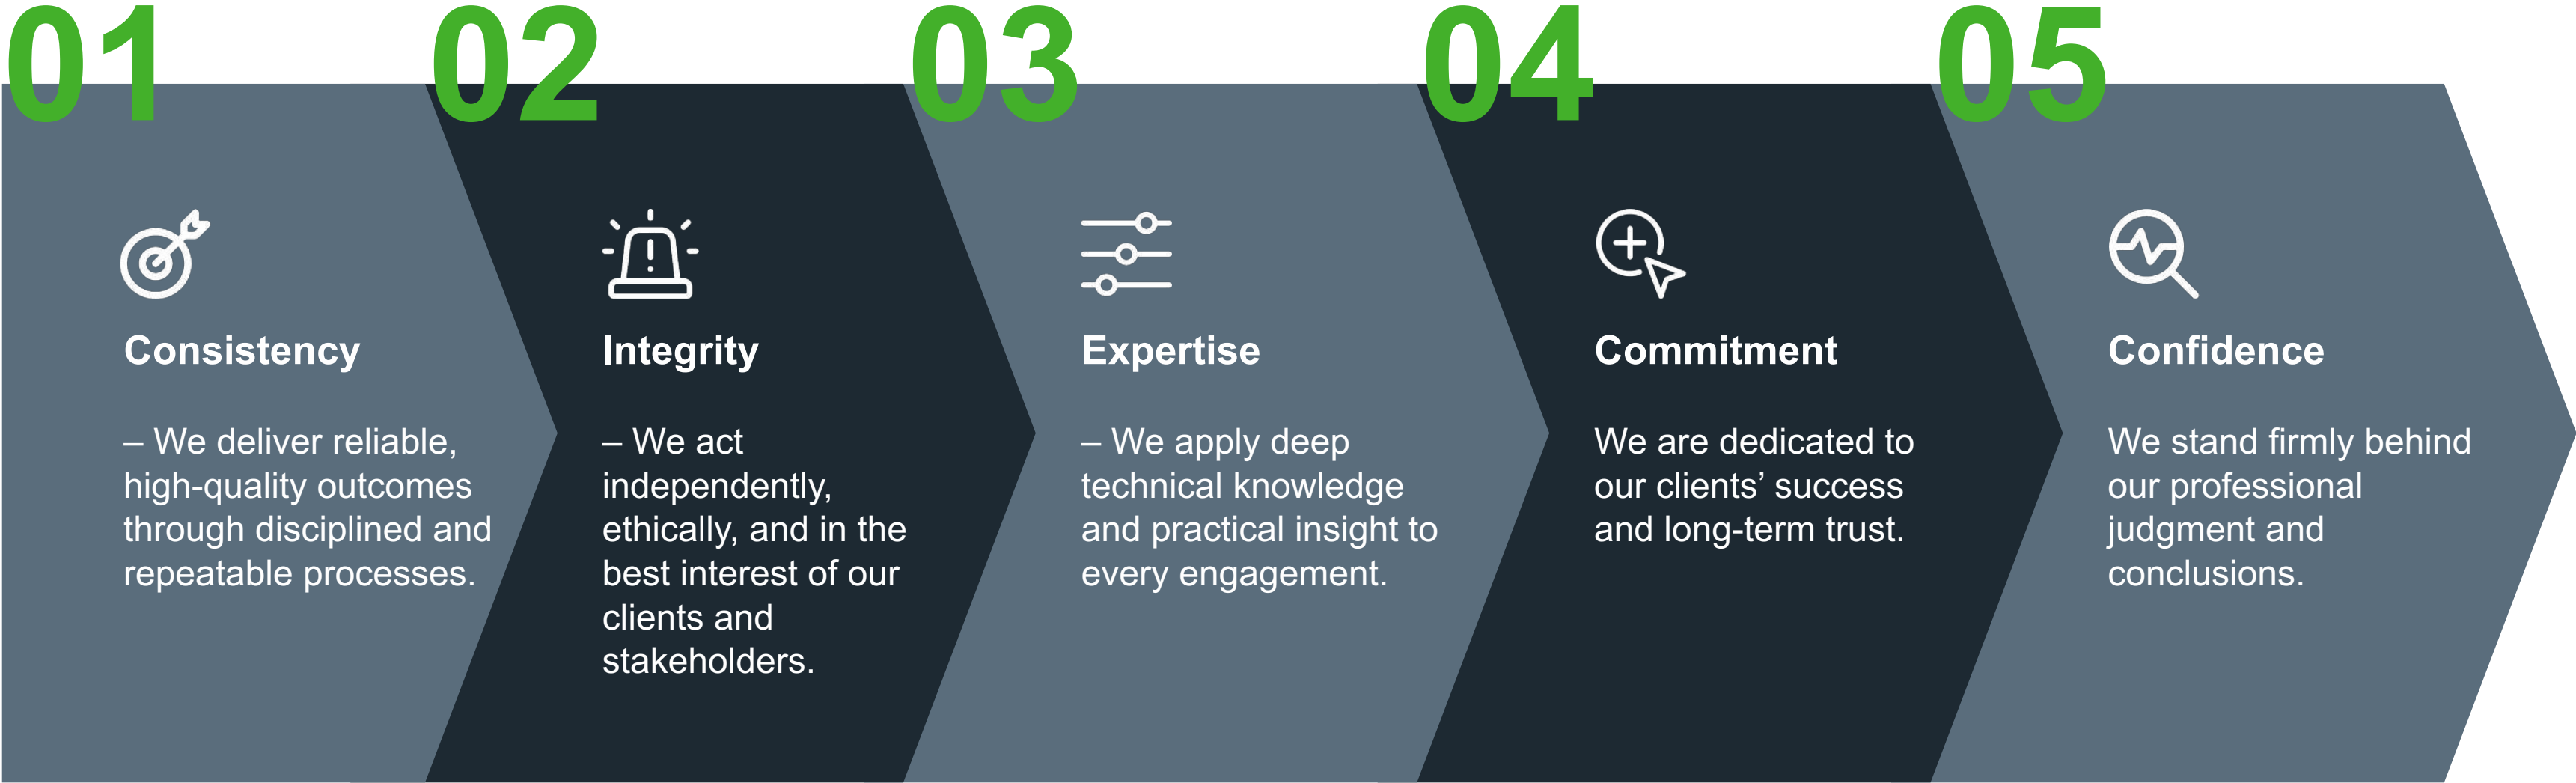 01
Consistency
– We deliver reliable,
high-quality outcomes
through disciplined and
repeatable processes.
02
Integrity
– We act
independently,
ethically, and in the
best interest of our
clients and
stakeholders.
03
Expertise
– We apply deep
technical knowledge
and practical insight to
every engagement.
04
Commitment
We are dedicated to
our clients’ success
and long-term trust.
05
Confidence
We stand firmly behind
our professional
judgment and
conclusions.